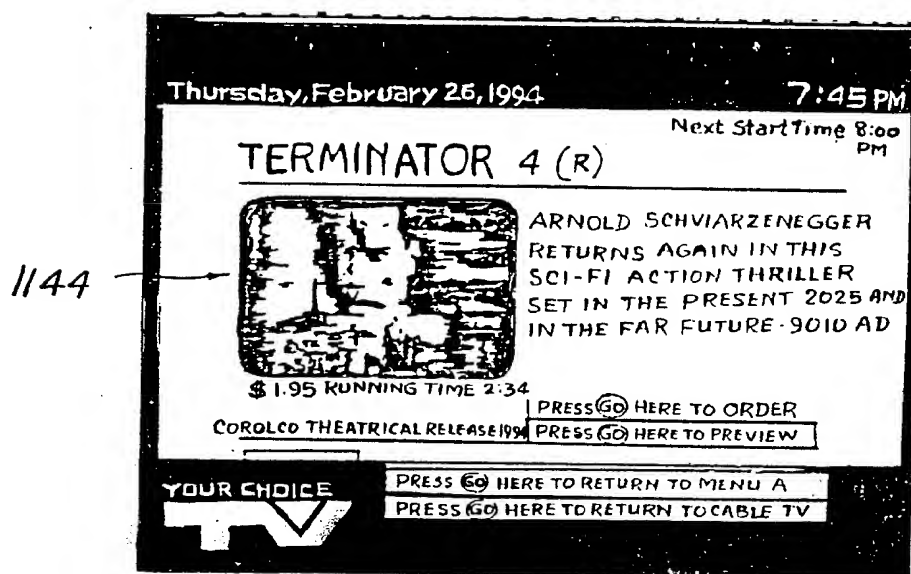 Thursday, February 26, 1994 7:45 PM
Next Start Time 8:00
PM
TERMINATOR 4 (R)
1144
ARNOLD SCHVIARZENEGGER
RETURNS AGAIN IN THIS
SCI-FI ACTION THRILLER
SET IN THE PRESENT 2025 AND
IN THE FAR FUTURE-9010 AD
$ 1.95 RUNNING TIME 2:34
PRESS GO HERE TO ORDER
COROLCO THEATRICAL RELEASE 1994
PRESS GO HERE TO PREVIEW
YOUR CHOICE
TV
PRESS GO HERE TO RETURN TO MENU A
PRESS GO HERE TO RETURN TO CABLE TV